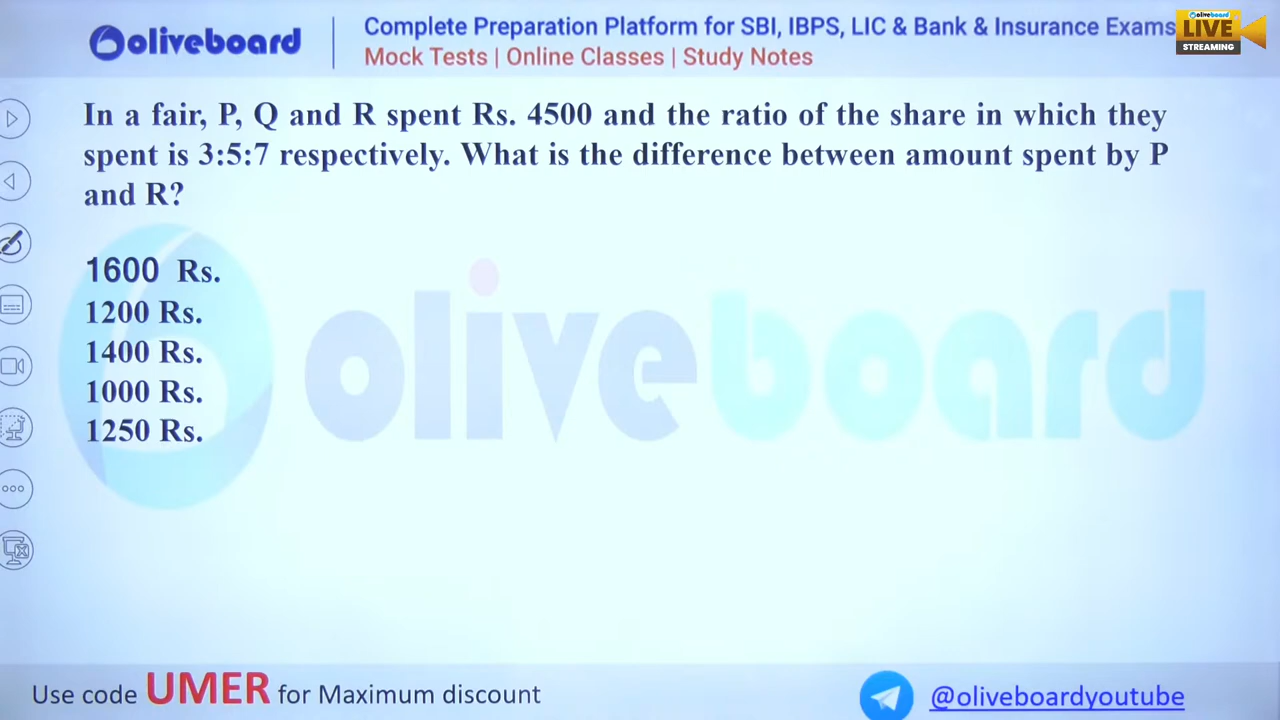 oliveboard
Complete Preparation Platform for SBI, IBPS, LIC & Bank & Insurance Exams
Mock Tests | Online Classes | Study Notes
oliveboard
LIVE
STREAMING
In a fair, P, Q and R spent Rs. 4500 and the ratio of the share in which they
spent is 3:5:7 respectively. What is the difference between amount spent by P
and R?
1600 Rs.
1200 Rs.
1400 Rs.
1000 Rs.
1250 Rs.
oliveboard
Use code UMER for Maximum discount
@oliveboardyoutube